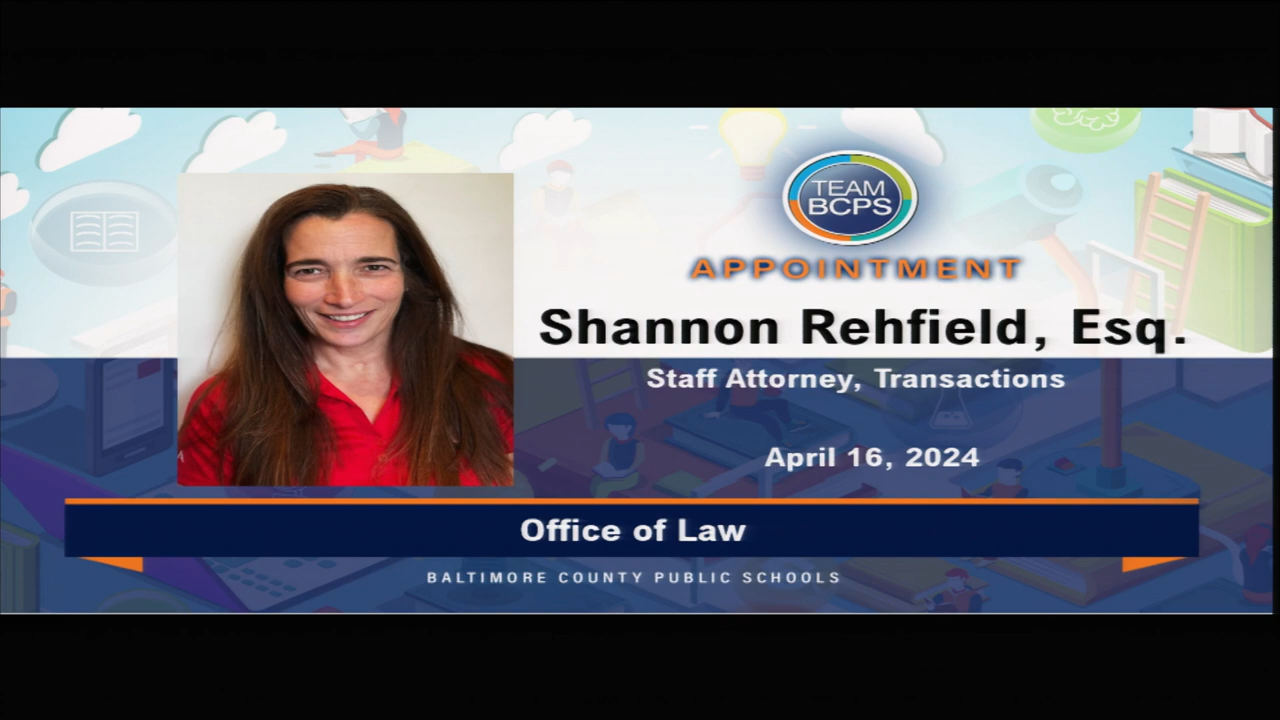 TEAM
BCPS
APPOINTMENT
Shannon Rehfield, Esq.
Staff Attorney, Transactions
April 16, 2024
Office of Law
BALTIMORE COUNTY PUBLIC SCHOOLS